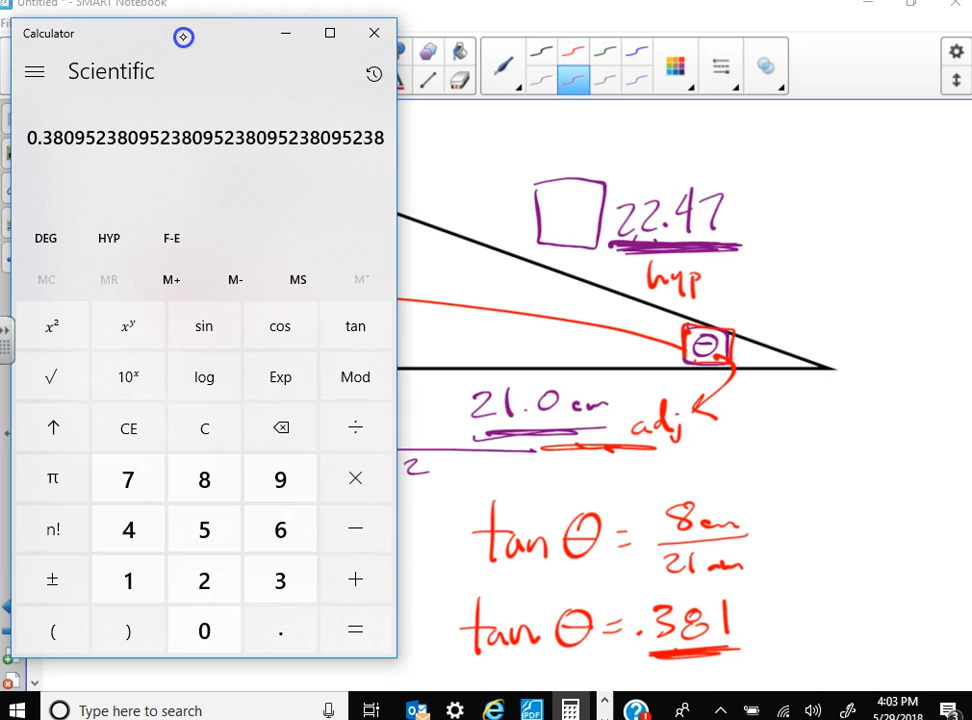 Untitled * - SMART Notebook
Calculator
Scientific
0.38095238095238095238095238095238
DEG HYP F-E
MC MR M+ M- MS M˅
x² xʸ sin cos tan
√ 10ˣ log Exp Mod
↑ CE C ÷
π 7 8 9 ×
n! 4 5 6 −
± 1 2 3 +
( ) 0 . =
22.47
hyp
θ
21.0 cm
adj
2
tan θ = 8cm / 21cm
tan θ = .381
Type here to search
4:03 PM
5/29/2018